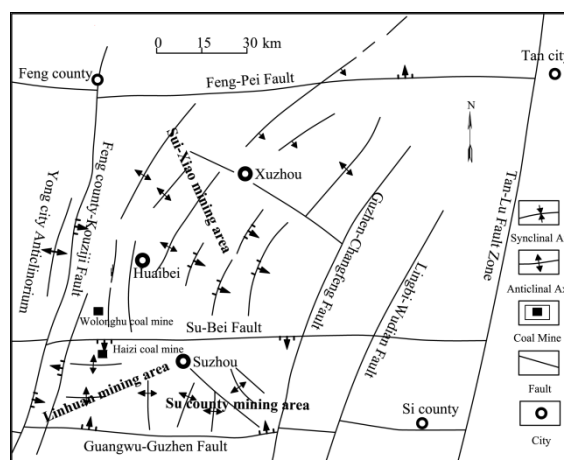 0 15 30 km
Tan city
Feng county
Feng-Pei Fault
N
Sui-Xiao mining area
Xuzhou
Feng county-Kouziji Fault
Yong city Anticlinorium
Guzhen-Changfeng Fault
Tan-Lu Fault Zone
Lingbi-Wudian Fault
Huaibei
Wolonghu coal mine
Su-Bei Fault
Haizi coal mine
Suzhou
Linhuan mining area
Su county mining area
Si county
Guangwu-Guzhen Fault
Synclinal A
Anticlinal Ax
Coal Mine
Fault
City